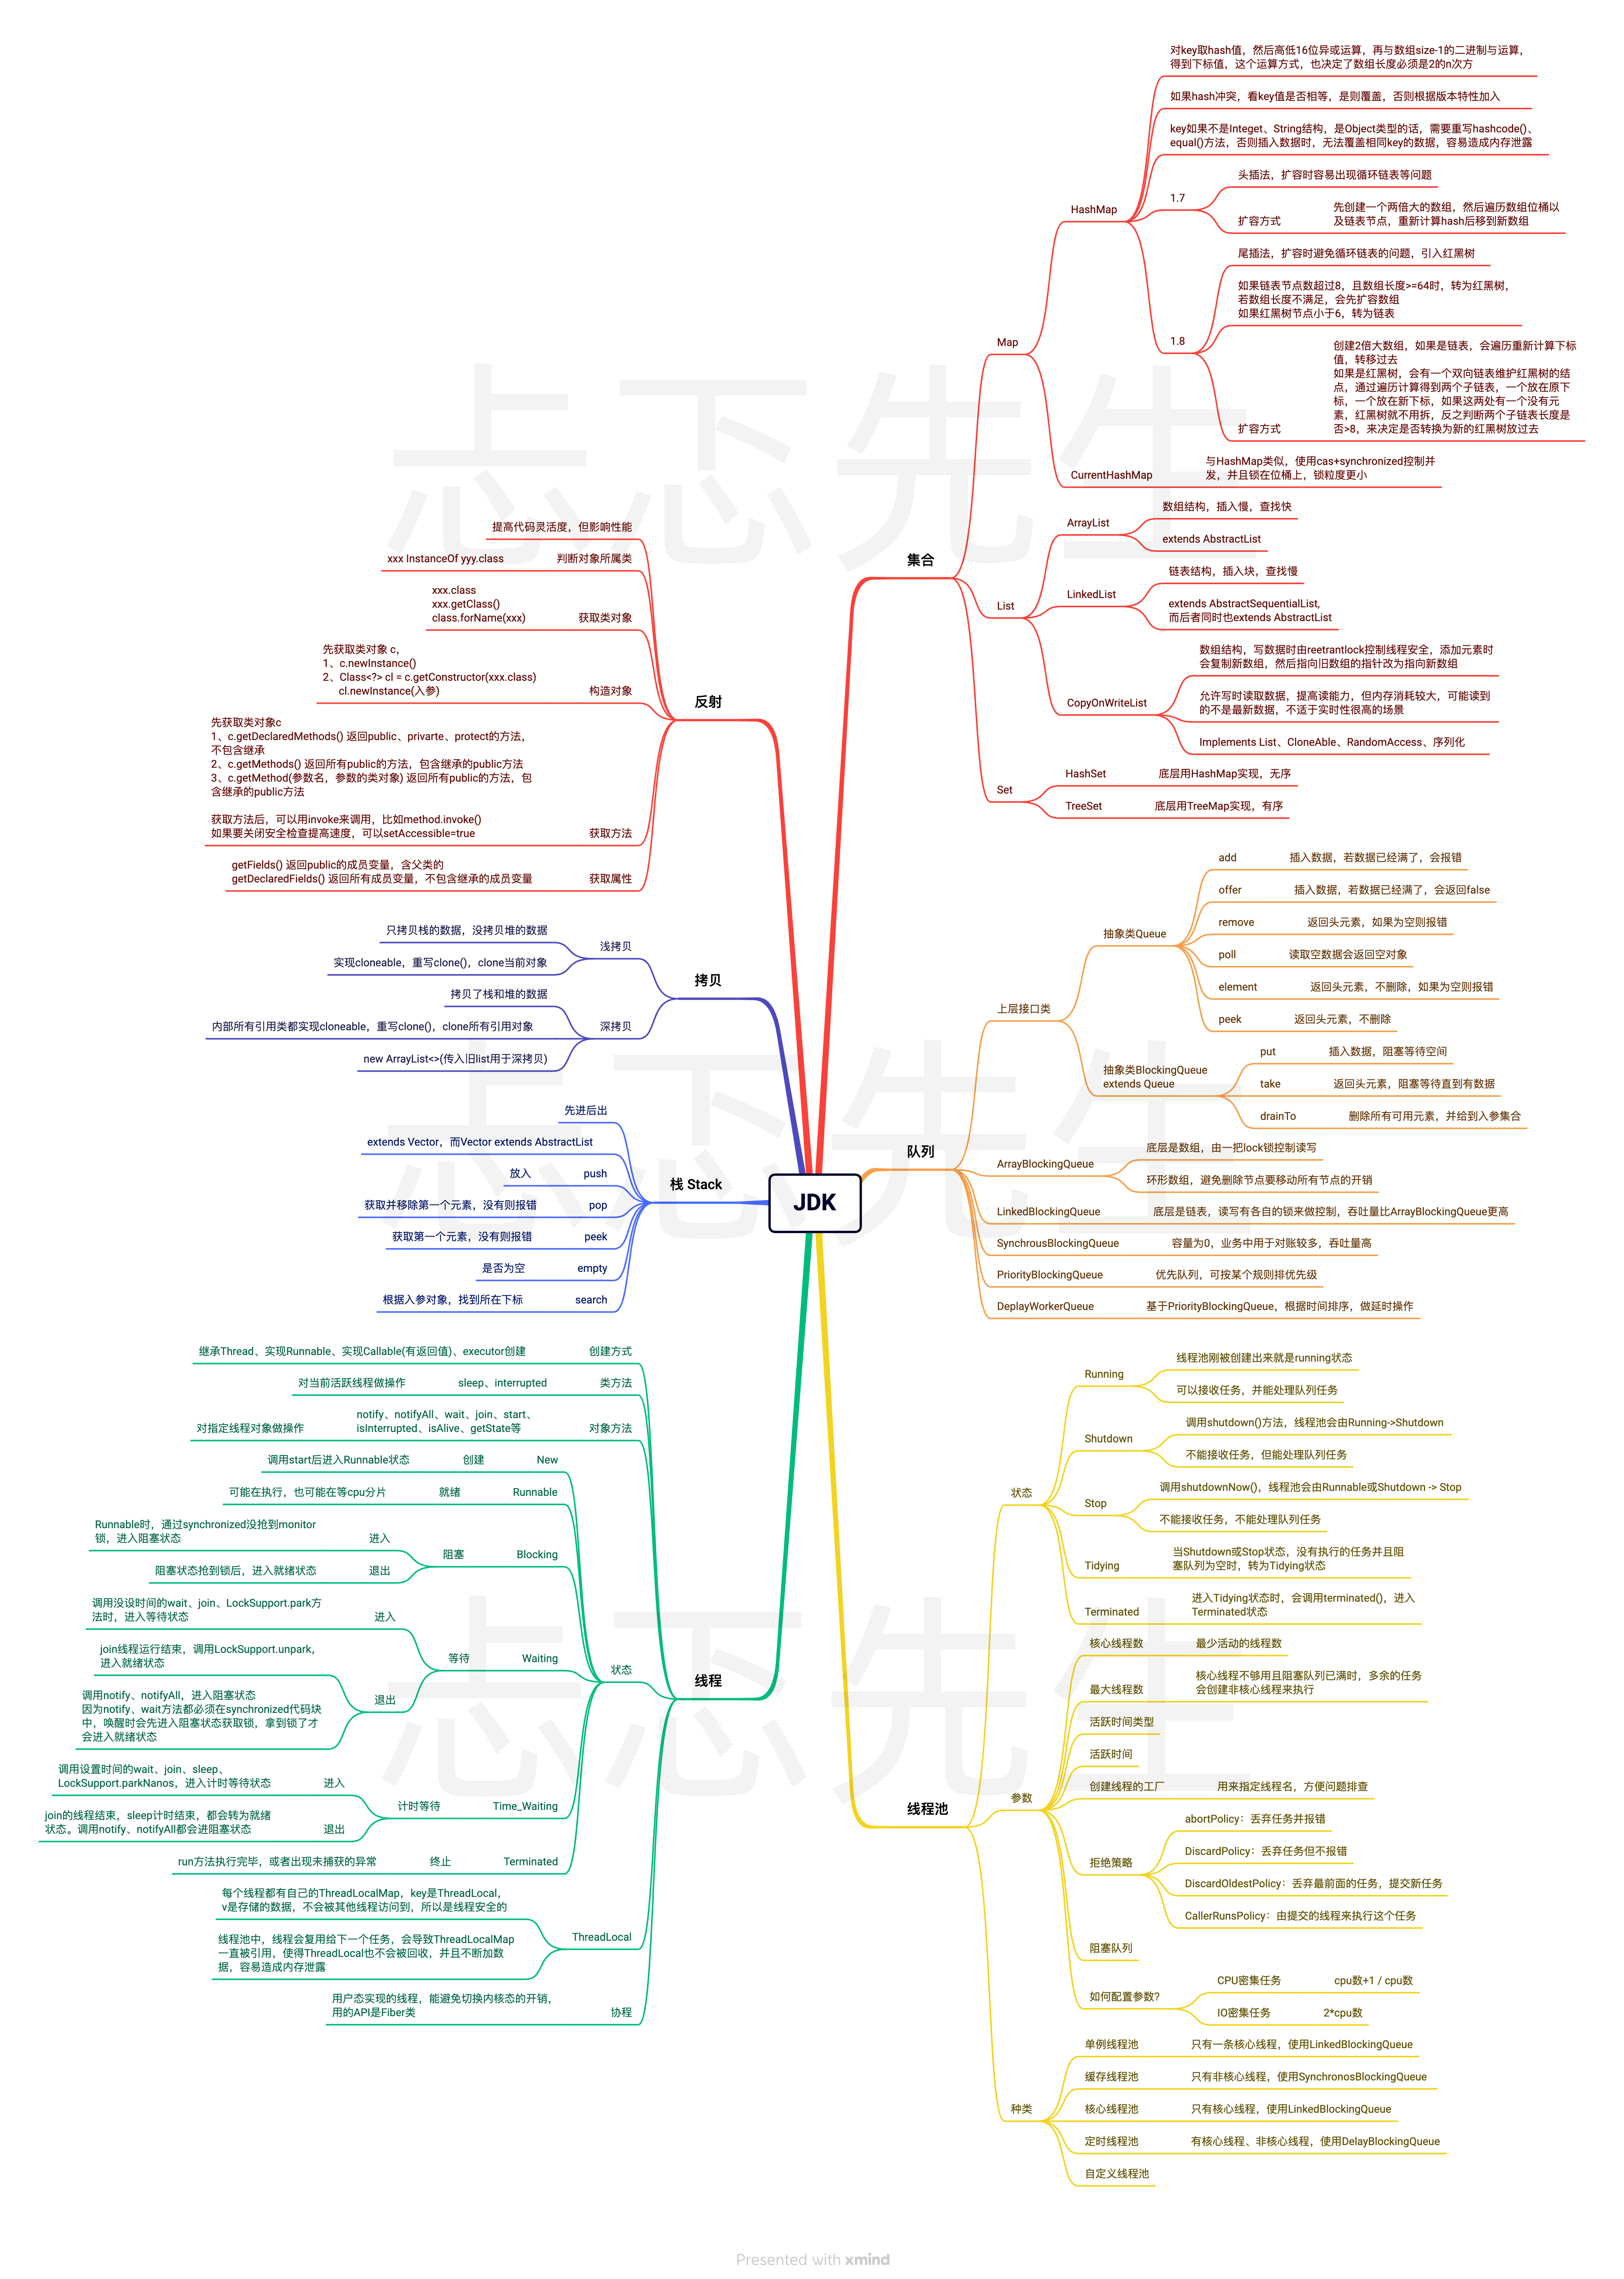 JDK
集合
Map
HashMap
对key取hash值，然后高低16位异或运算，再与数组size-1的二进制与运算，
得到下标值，这个运算方式，也决定了数组长度必须是2的n次方
如果hash冲突，看key值是否相等，是则覆盖，否则根据版本特性加入
key如果不是Integet、String结构，是Object类型的话，需要重写hashcode()、
equal()方法，否则插入数据时，无法覆盖相同key的数据，容易造成内存泄露
1.7
头插法，扩容时容易出现循环链表等问题
扩容方式
先创建一个两倍大的数组，然后遍历数组位桶以
及链表节点，重新计算hash后移到新数组
1.8
尾插法，扩容时避免循环链表的问题，引入红黑树
如果链表节点数超过8，且数组长度>=64时，转为红黑树，
若数组长度不满足，会先扩容数组
如果红黑树节点小于6，转为链表
扩容方式
创建2倍大数组，如果是链表，会遍历重新计算下标
值，转移过去
如果是红黑树，会有一个双向链表维护红黑树的结
点，通过遍历计算得到两个子链表，一个放在原下
标，一个放在新下标，如果这两处有一个没有元
素，红黑树就不用拆，反之判断两个子链表长度是
否>8，来决定是否转换为新的红黑树放过去
CurrentHashMap
与HashMap类似，使用cas+synchronized控制并
发，并且锁在位桶上，锁粒度更小
List
ArrayList
数组结构，插入慢，查找快
extends AbstractList
LinkedList
链表结构，插入块，查找慢
extends AbstractSequentialList,
而后者同时也extends AbstractList
CopyOnWriteList
数组结构，写数据时由reetrantlock控制线程安全，添加元素时
会复制新数组，然后指向旧数组的指针改为指向新数组
允许写时读取数据，提高读能力，但内存消耗较大，可能读到
的不是最新数据，不适于实时性很高的场景
Implements List、CloneAble、RandomAccess、序列化
Set
HashSet
底层用HashMap实现，无序
TreeSet
底层用TreeMap实现，有序
队列
上层接口类
抽象类Queue
add
插入数据，若数据已经满了，会报错
offer
插入数据，若数据已经满了，会返回false
remove
返回头元素，如果为空则报错
poll
读取空数据会返回空对象
element
返回头元素，不删除，如果为空则报错
peek
返回头元素，不删除
抽象类BlockingQueue
extends Queue
put
插入数据，阻塞等待空间
take
返回头元素，阻塞等待直到有数据
drainTo
删除所有可用元素，并给到入参集合
ArrayBlockingQueue
底层是数组，由一把lock锁控制读写
环形数组，避免删除节点要移动所有节点的开销
LinkedBlockingQueue
底层是链表，读写有各自的锁来做控制，吞吐量比ArrayBlockingQueue更高
SynchrousBlockingQueue
容量为0，业务中用于对账较多，吞吐量高
PriorityBlockingQueue
优先队列，可按某个规则排优先级
DeplayWorkerQueue
基于PriorityBlockingQueue，根据时间排序，做延时操作
线程池
状态
Running
线程池刚被创建出来就是running状态
可以接收任务，并能处理队列任务
Shutdown
调用shutdown()方法，线程池会由Running->Shutdown
不能接收任务，但能处理队列任务
Stop
调用shutdownNow()，线程池会由Runnable或Shutdown -> Stop
不能接收任务，不能处理队列任务
Tidying
当Shutdown或Stop状态，没有执行的任务并且阻
塞队列为空时，转为Tidying状态
Terminated
进入Tidying状态时，会调用terminated()，进入
Terminated状态
参数
核心线程数
最少活动的线程数
最大线程数
核心线程不够用且阻塞队列已满时，多余的任务
会创建非核心线程来执行
活跃时间类型
活跃时间
创建线程的工厂
用来指定线程名，方便问题排查
拒绝策略
abortPolicy：丢弃任务并报错
DiscardPolicy：丢弃任务但不报错
DiscardOldestPolicy：丢弃最前面的任务，提交新任务
CallerRunsPolicy：由提交的线程来执行这个任务
阻塞队列
如何配置参数?
CPU密集任务
cpu数+1 / cpu数
IO密集任务
2*cpu数
种类
单例线程池
只有一条核心线程，使用LinkedBlockingQueue
缓存线程池
只有非核心线程，使用SynchronosBlockingQueue
核心线程池
只有核心线程，使用LinkedBlockingQueue
定时线程池
有核心线程、非核心线程，使用DelayBlockingQueue
自定义线程池
反射
提高代码灵活度，但影响性能
xxx InstanceOf yyy.class
判断对象所属类
xxx.class
xxx.getClass()
class.forName(xxx)
获取类对象
先获取类对象 c，
1、c.newInstance()
2、Class<?> cl = c.getConstructor(xxx.class)
cl.newInstance(入参)
构造对象
先获取类对象c
1、c.getDeclaredMethods() 返回public、privarte、protect的方法，
不包含继承
2、c.getMethods() 返回所有public的方法，包含继承的public方法
3、c.getMethod(参数名，参数的类对象) 返回所有public的方法，包
含继承的public方法
获取方法后，可以用invoke来调用，比如method.invoke()
如果要关闭安全检查提高速度，可以setAccessible=true
获取方法
getFields() 返回public的成员变量，含父类的
getDeclaredFields() 返回所有成员变量，不包含继承的成员变量
获取属性
拷贝
浅拷贝
只拷贝栈的数据，没拷贝堆的数据
实现cloneable，重写clone()，clone当前对象
深拷贝
拷贝了栈和堆的数据
内部所有引用类都实现cloneable，重写clone()，clone所有引用对象
new ArrayList<>(传入旧list用于深拷贝)
栈 Stack
先进后出
extends Vector，而Vector extends AbstractList
放入
push
获取并移除第一个元素，没有则报错
pop
获取第一个元素，没有则报错
peek
是否为空
empty
根据入参对象，找到所在下标
search
线程
继承Thread、实现Runnable、实现Callable(有返回值)、executor创建
创建方式
对当前活跃线程做操作
sleep、interrupted
类方法
对指定线程对象做操作
notify、notifyAll、wait、join、start、
isInterrupted、isAlive、getState等
对象方法
状态
调用start后进入Runnable状态
创建
New
可能在执行，也可能在等cpu分片
就绪
Runnable
Runnable时，通过synchronized没抢到monitor
锁，进入阻塞状态
进入
阻塞状态抢到锁后，进入就绪状态
退出
阻塞
Blocking
调用没设时间的wait、join、LockSupport.park方
法时，进入等待状态
进入
join线程运行结束，调用LockSupport.unpark，
进入就绪状态
调用notify、notifyAll，进入阻塞状态
因为notify、wait方法都必须在synchronized代码块
中，唤醒时会先进入阻塞状态获取锁，拿到锁了才
会进入就绪状态
退出
等待
Waiting
调用设置时间的wait、join、sleep、
LockSupport.parkNanos，进入计时等待状态
进入
join的线程结束，sleep计时结束，都会转为就绪
状态。调用notify、notifyAll都会进阻塞状态
退出
计时等待
Time_Waiting
run方法执行完毕，或者出现未捕获的异常
终止
Terminated
每个线程都有自己的ThreadLocalMap，key是ThreadLocal，
v是存储的数据，不会被其他线程访问到，所以是线程安全的
线程池中，线程会复用给下一个任务，会导致ThreadLocalMap
一直被引用，使得ThreadLocal也不会被回收，并且不断加数
据，容易造成内存泄露
ThreadLocal
用户态实现的线程，能避免切换内核态的开销，
用的API是Fiber类
协程
忐忑先生
忐忑先生
忐忑先生
Presented with xmind